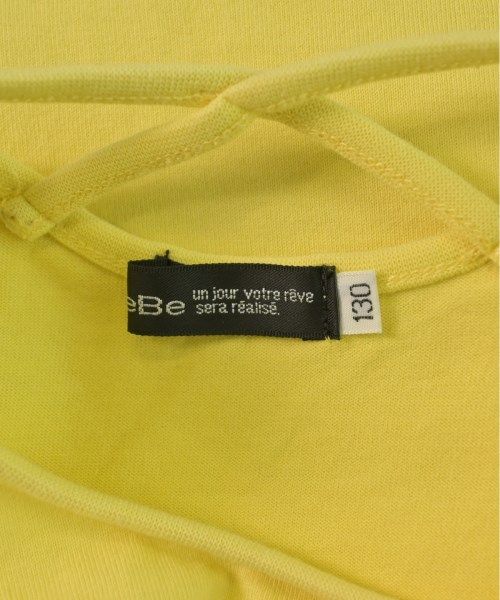 eBe
un jour votre rêve
sera réalisé.
130